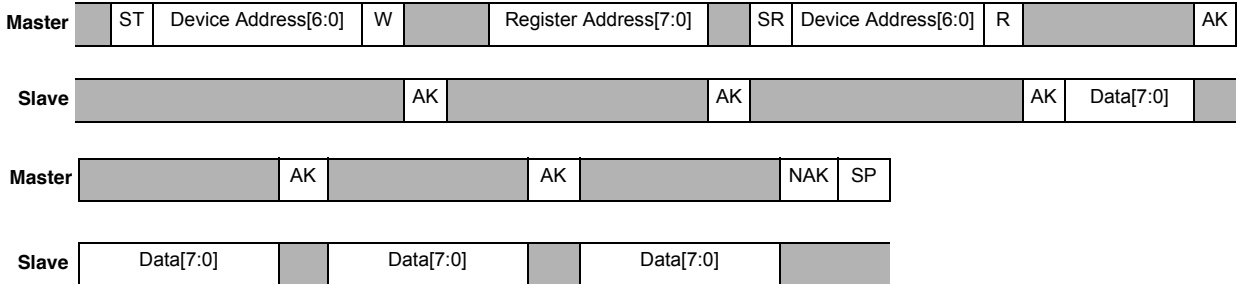 Master ST Device Address[6:0] W Register Address[7:0] SR Device Address[6:0] R AK
Slave AK AK AK Data[7:0]
Master AK AK NAK SP
Slave Data[7:0] Data[7:0] Data[7:0]